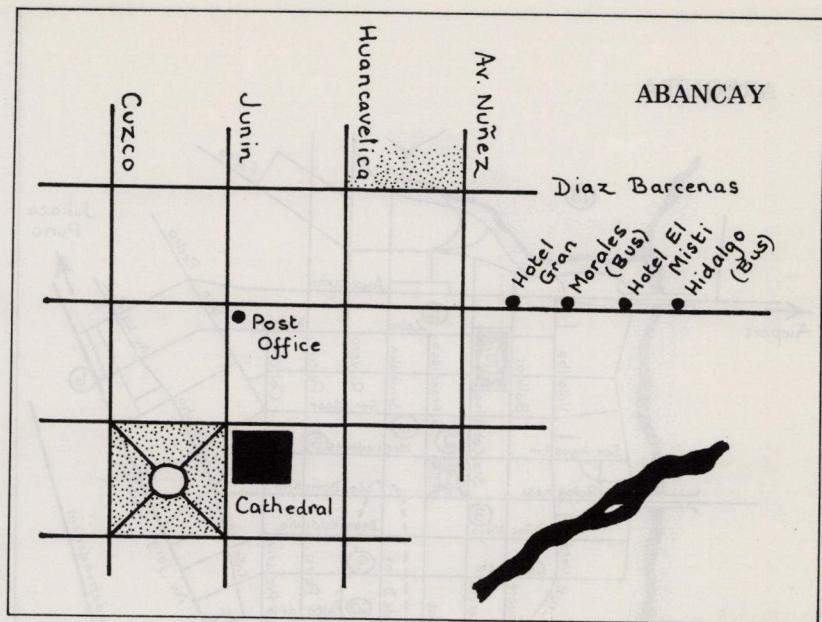 ABANCAY
Cuzco
Junin
Huancavelica
Av. Nuñez
Diaz Barcenas
Hotel
Gran
Morales
(Bus)
Hotel El
Misti
Hidalgo
(Bus)
Post
Office
Cathedral